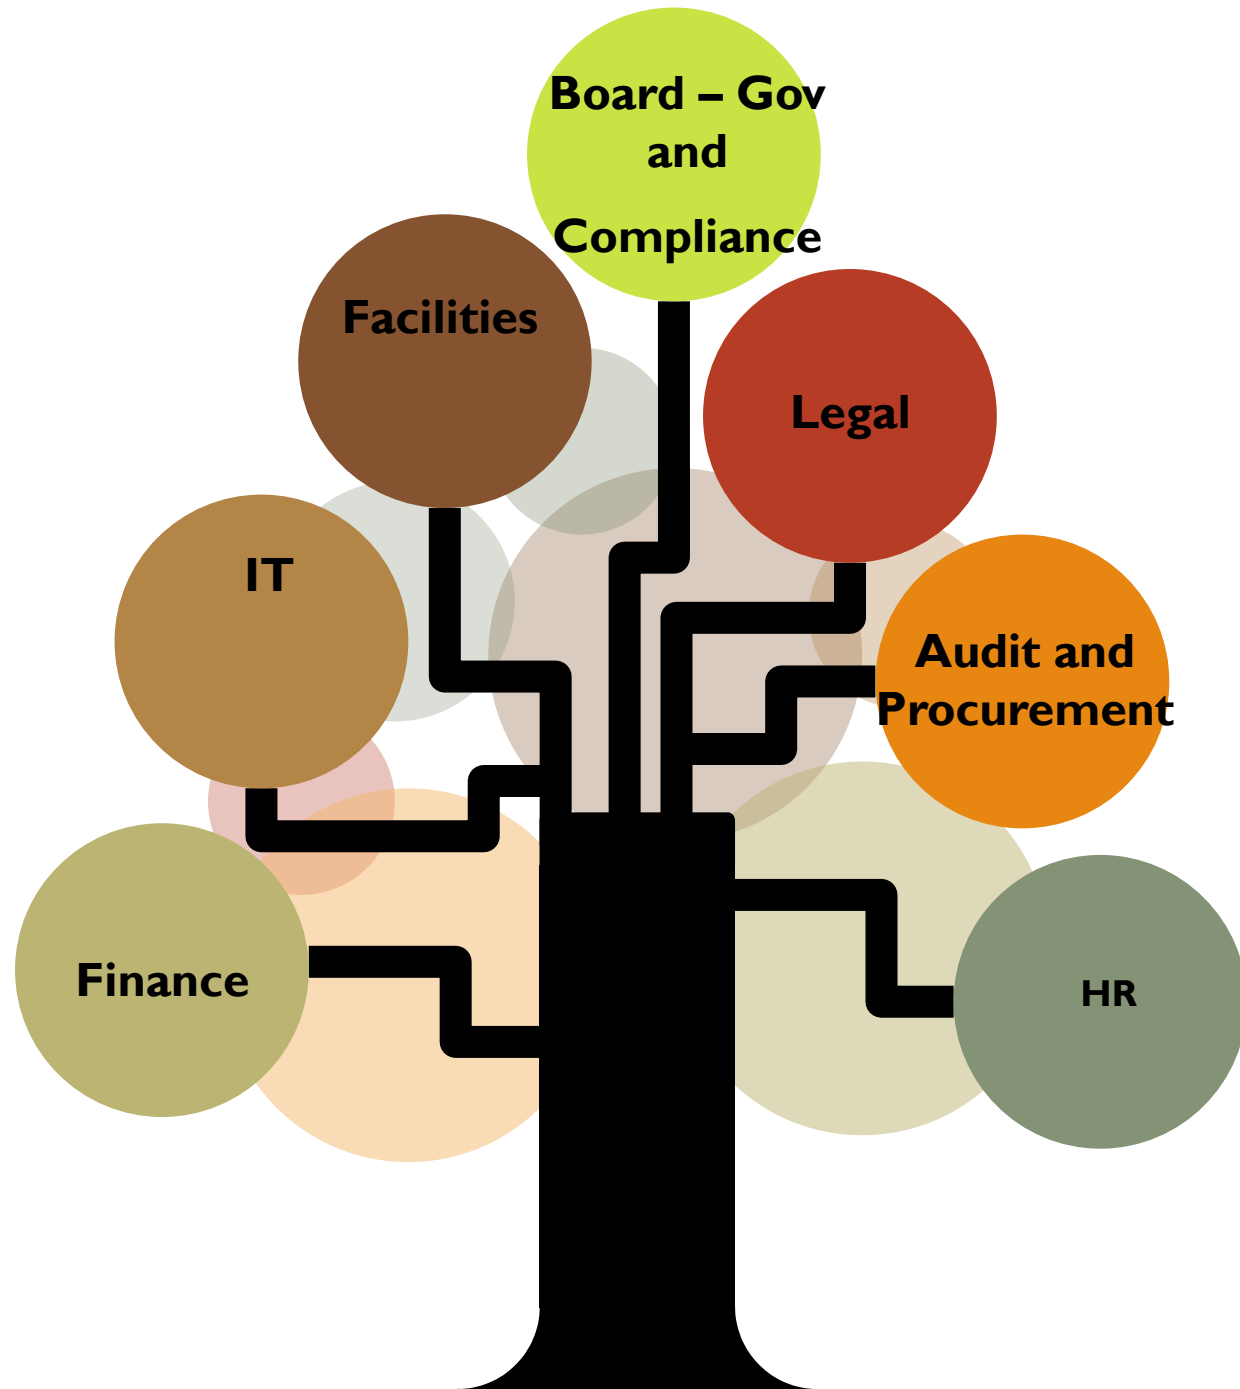 Board – Gov
and
Compliance
Facilities
Legal
IT
Audit and
Procurement
Finance
HR